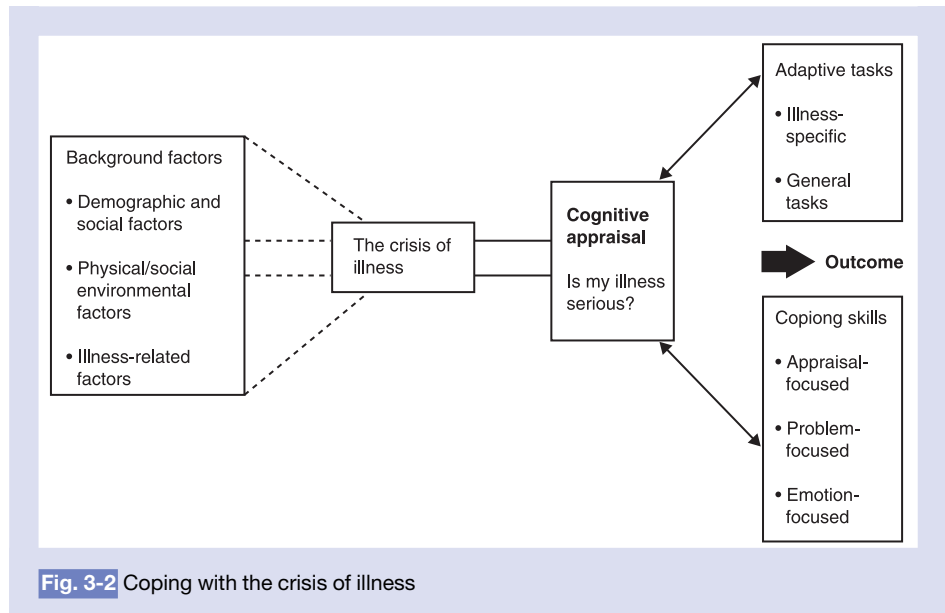 Background factors
• Demographic and
social factors
• Physical/social
environmental
factors
• Illness-related
factors
The crisis of
illness
Cognitive
appraisal
Is my illness
serious?
Adaptive tasks
• Illness-
specific
• General
tasks
Outcome
Copiong skills
• Appraisal-
focused
• Problem-
focused
• Emotion-
focused
Fig. 3-2 Coping with the crisis of illness